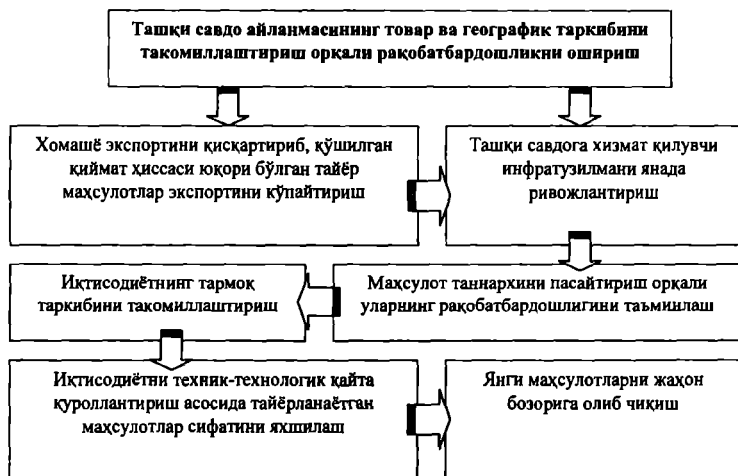 Ташқи савдо айланмасининг товар ва географик таркибини
такомиллаштириш орқали рақобатбардошликни ошириш
Хомашё экспортини қисқартириб, қўшилган
қиймат ҳиссаси юқори бўлган тайёр
маҳсулотлар экспортини кўпайтириш
Ташқи савдога хизмат қилувчи
инфратузилмани янада
ривожлантириш
Иқтисодиётнинг тармоқ
таркибини такомиллаштириш
Маҳсулот таннархини пасайтириш орқали
уларнинг рақобатбардошлигини таъминлаш
Иқтисодиётни техник-технологик қайта
қуроллантириш асосида тайёрланаётган
маҳсулотлар сифатини яхшилаш
Янги маҳсулотларни жаҳон
бозорига олиб чиқиш